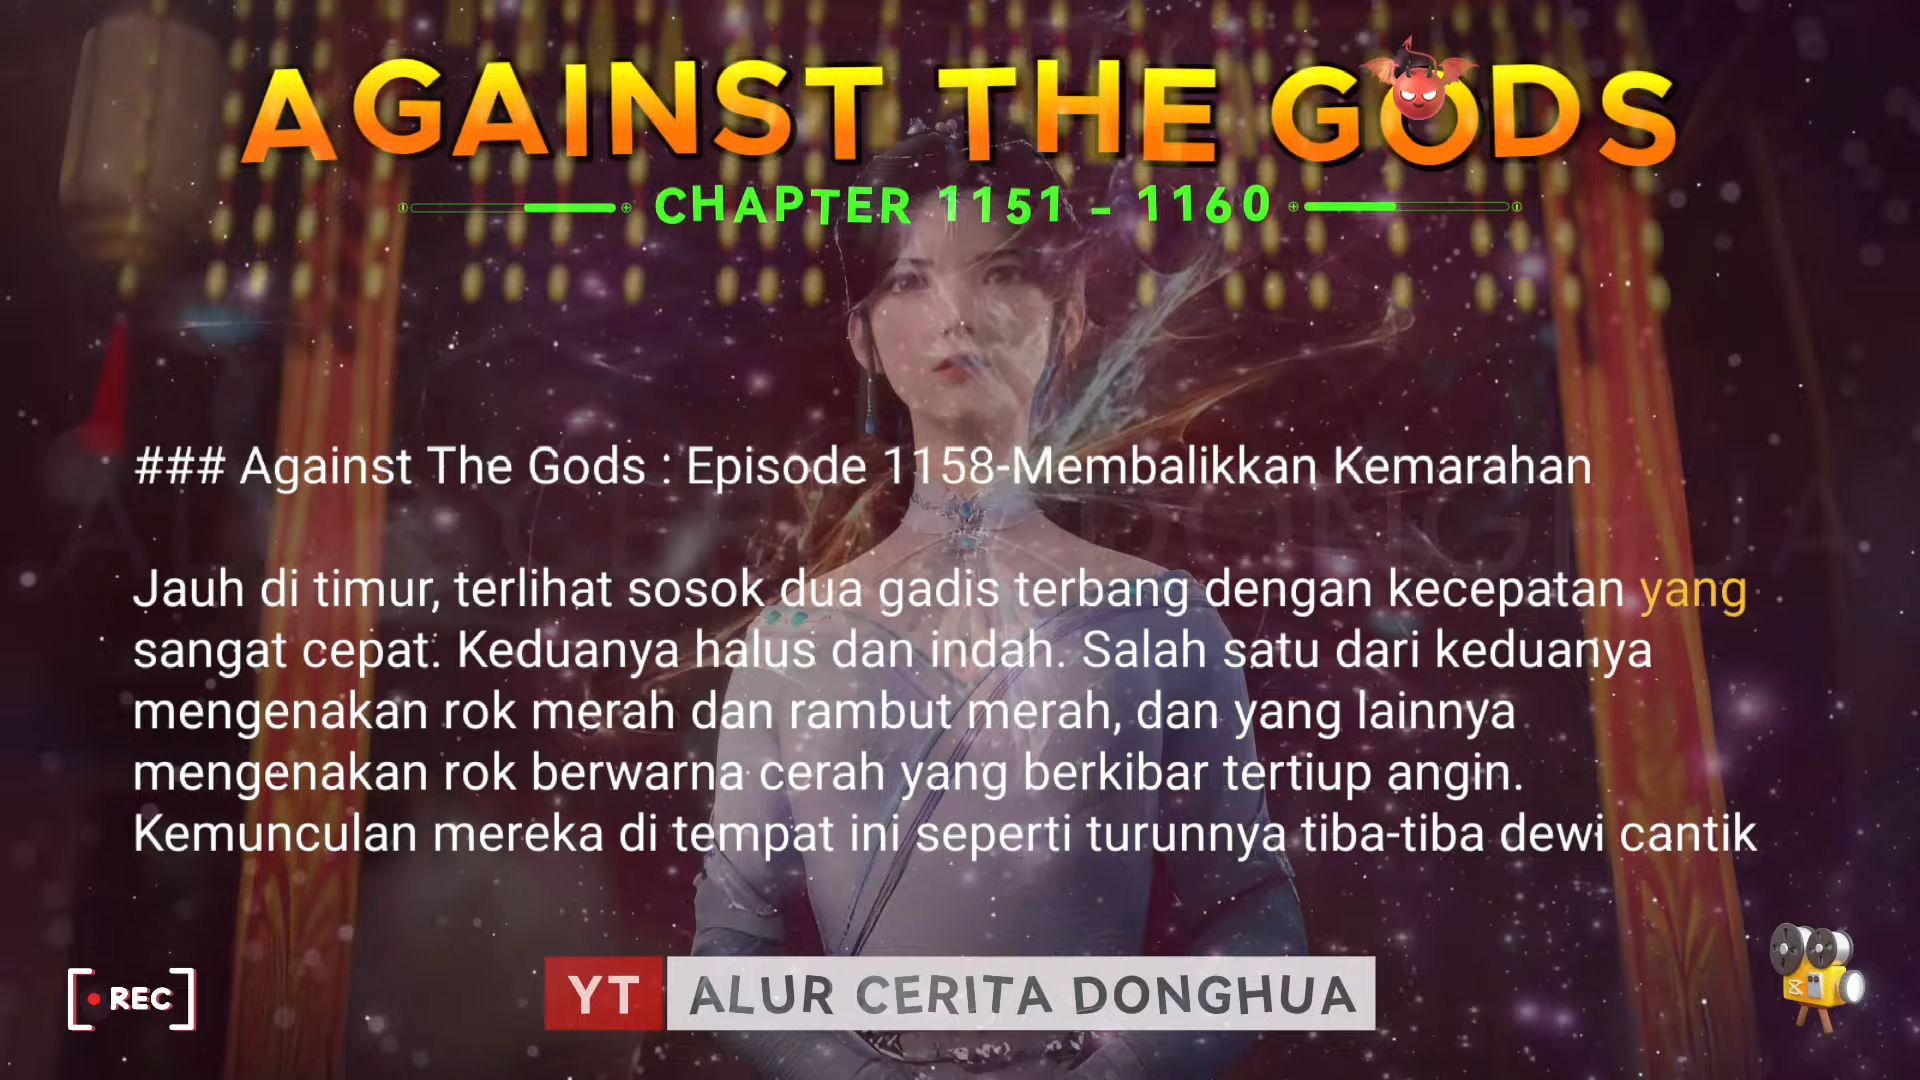 AGAINST THE GODS
CHAPTER 1151 - 1160
### Against The Gods : Episode 1158-Membalikkan Kemarahan
Jauh di timur, terlihat sosok dua gadis terbang dengan kecepatan yang
sangat cepat. Keduanya halus dan indah. Salah satu dari keduanya
mengenakan rok merah dan rambut merah, dan yang lainnya
mengenakan rok berwarna cerah yang berkibar tertiup angin.
Kemunculan mereka di tempat ini seperti turunnya tiba-tiba dewi cantik
REC
YT ALUR CERITA DONGHUA